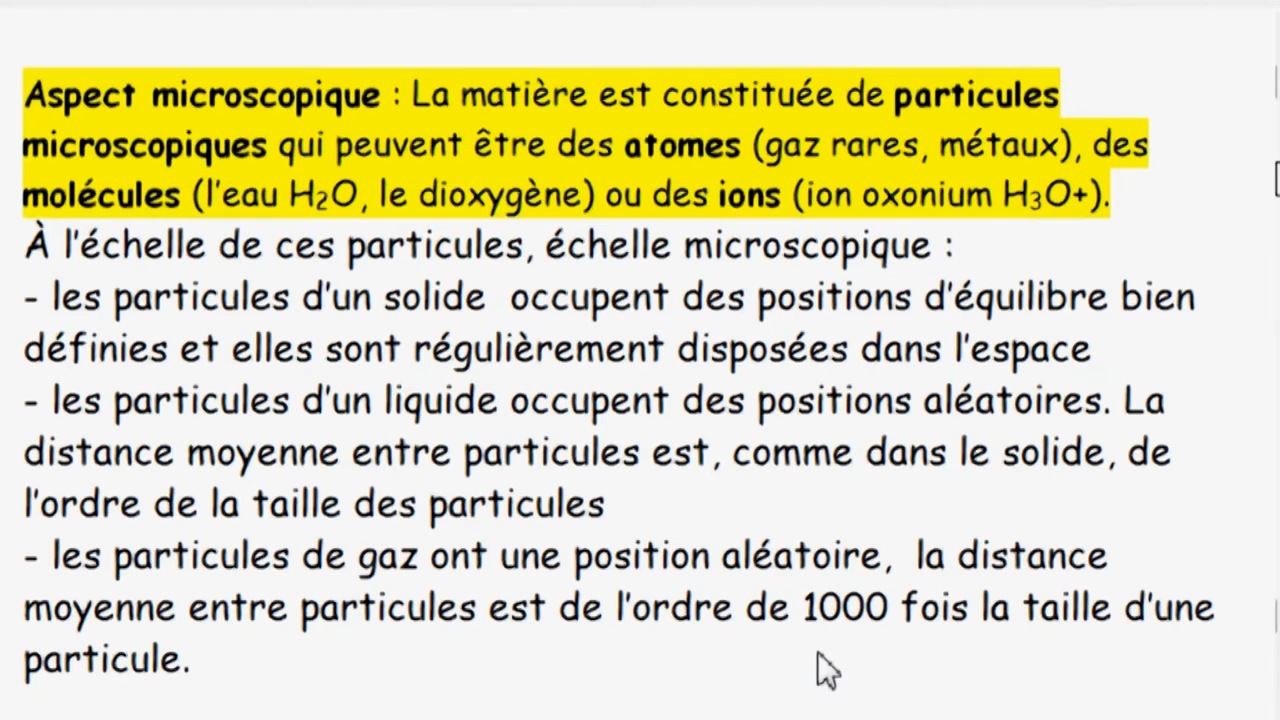 Aspect microscopique : La matière est constituée de particules
microscopiques qui peuvent être des atomes (gaz rares, métaux), des
molécules (l'eau H₂O, le dioxygène) ou des ions (ion oxonium H₃O+).
À l'échelle de ces particules, échelle microscopique :
- les particules d'un solide occupent des positions d'équilibre bien
définies et elles sont régulièrement disposées dans l'espace
- les particules d'un liquide occupent des positions aléatoires. La
distance moyenne entre particules est, comme dans le solide, de
l'ordre de la taille des particules
- les particules de gaz ont une position aléatoire, la distance
moyenne entre particules est de l'ordre de 1000 fois la taille d'une
particule.